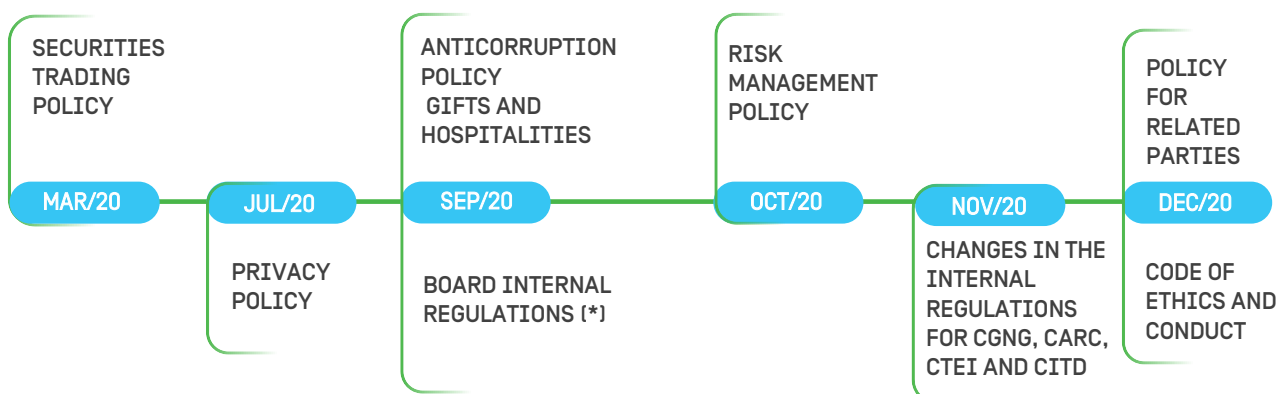 SECURITIES
TRADING
POLICY
MAR/20
JUL/20
PRIVACY
POLICY
ANTICORRUPTION
POLICY
GIFTS AND
HOSPITALITIES
SEP/20
BOARD INTERNAL
REGULATIONS (*)
RISK
MANAGEMENT
POLICY
OCT/20
NOV/20
CHANGES IN THE
INTERNAL
REGULATIONS
FOR CGNG, CARC,
CTEI AND CITD
POLICY
FOR
RELATED
PARTIES
DEC/20
CODE OF
ETHICS AND
CONDUCT